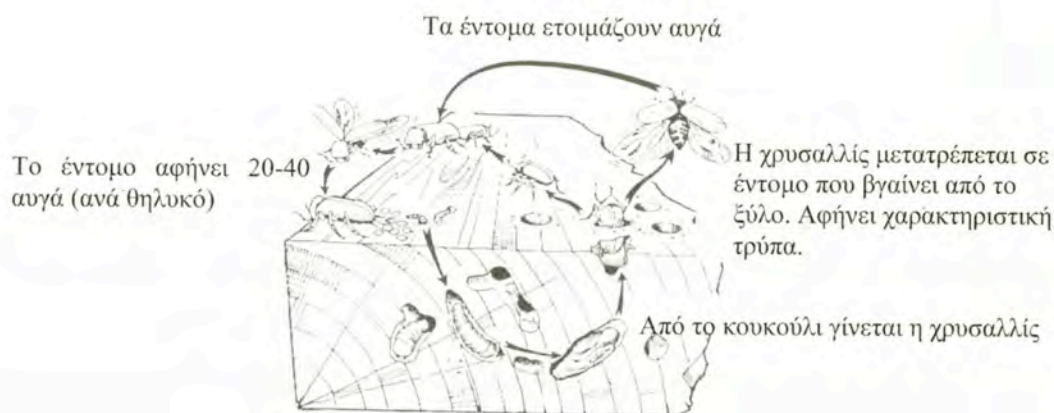 Τα έντομα ετοιμάζουν αυγά
Το έντομο αφήνει 20-40
αυγά (ανά θηλυκό)
Η χρυσαλλίς μετατρέπεται σε
έντομο που βγαίνει από το
ξύλο. Αφήνει χαρακτηριστική
τρύπα.
Από το κουκούλι γίνεται η χρυσαλλίς